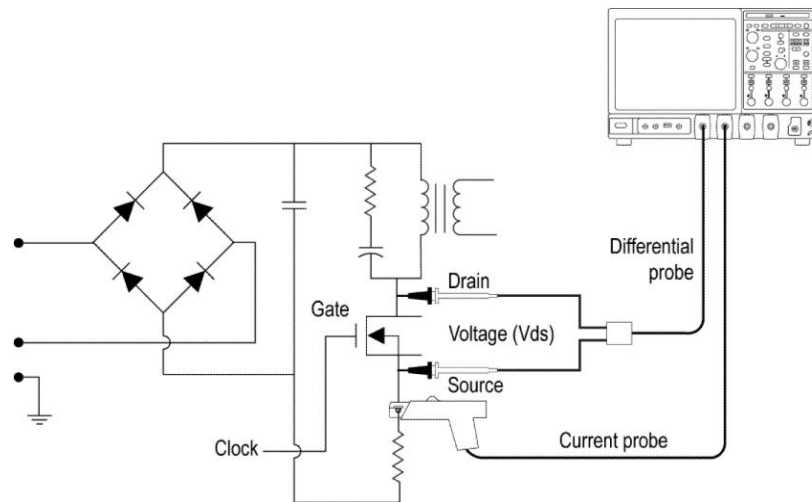 Differential
probe
Drain
Gate
Voltage (Vds)
Source
Clock
Current probe